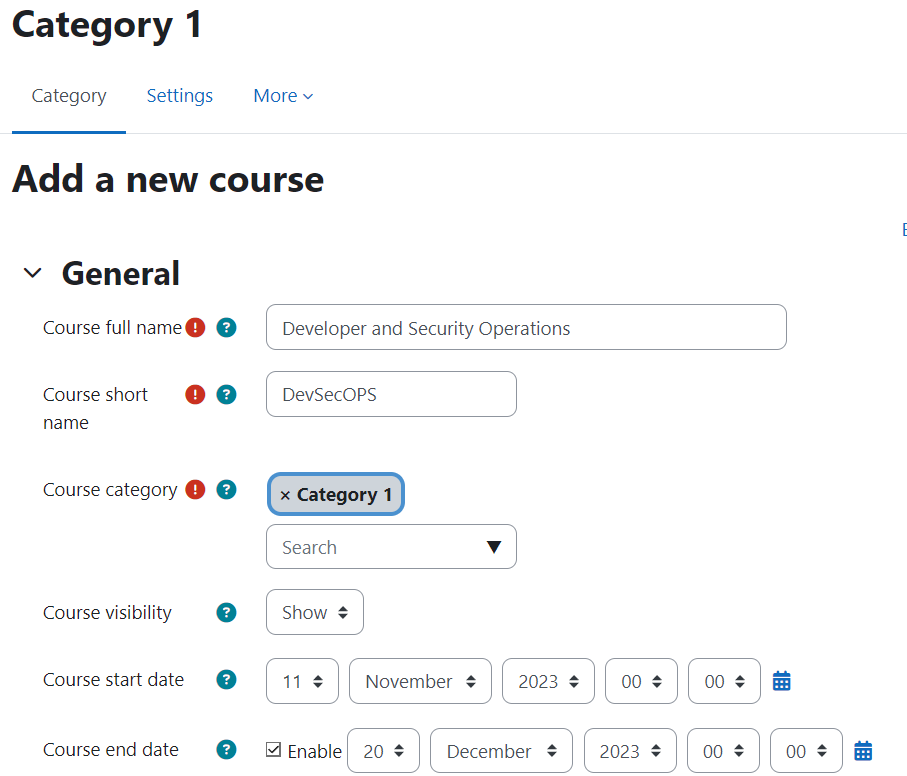 Category 1
Category Settings More
Add a new course
E
General
Course full name ! ? Developer and Security Operations
Course short name ! ? DevSecOPS
Course category ! ? × Category 1
Search
Course visibility ? Show
Course start date ? 11 November 2023 00 00
Course end date ? Enable 20 December 2023 00 00